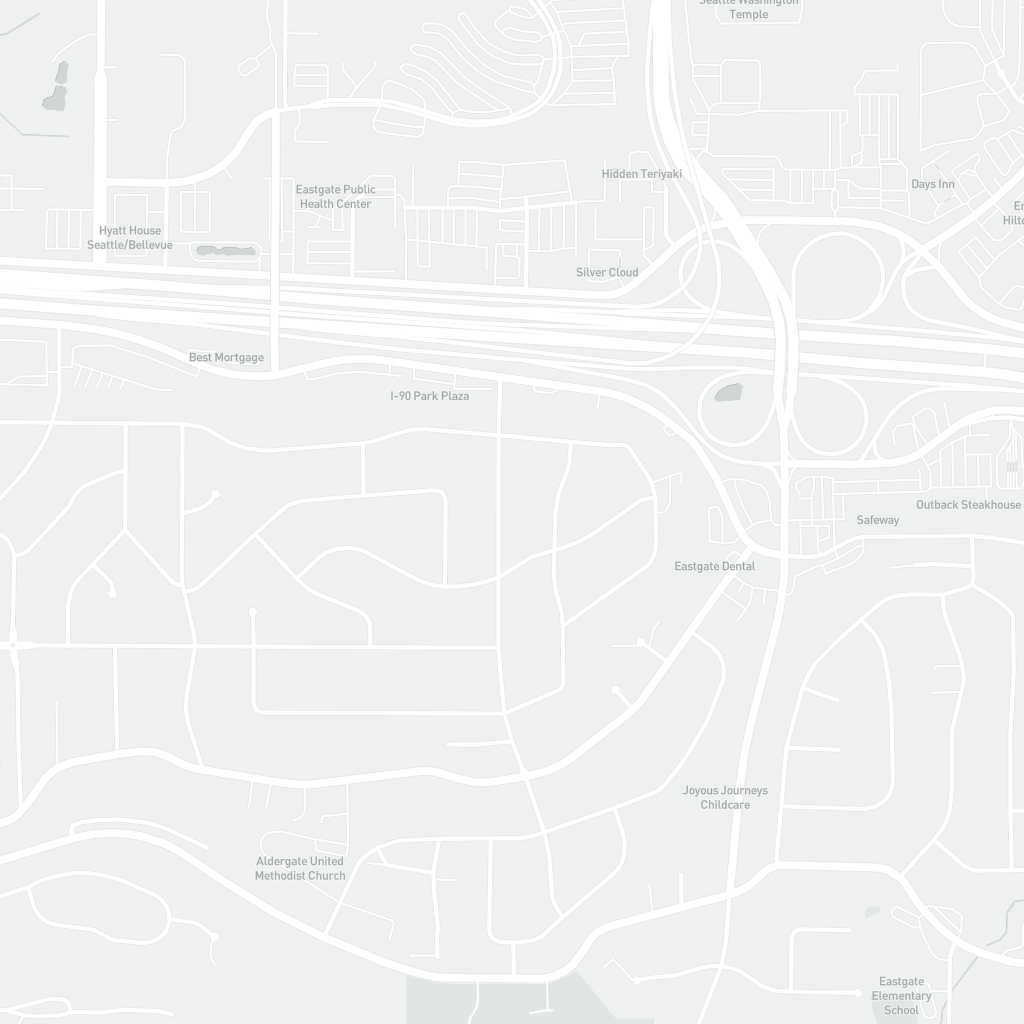 Seattle Washington
Temple
Hidden Teriyaki
Days Inn
Eastgate Public
Health Center
Hyatt House
Seattle/Bellevue
Silver Cloud
Best Mortgage
I-90 Park Plaza
Outback Steakhouse
Safeway
Eastgate Dental
Joyous Journeys
Childcare
Aldergate United
Methodist Church
Eastgate
Elementary
School